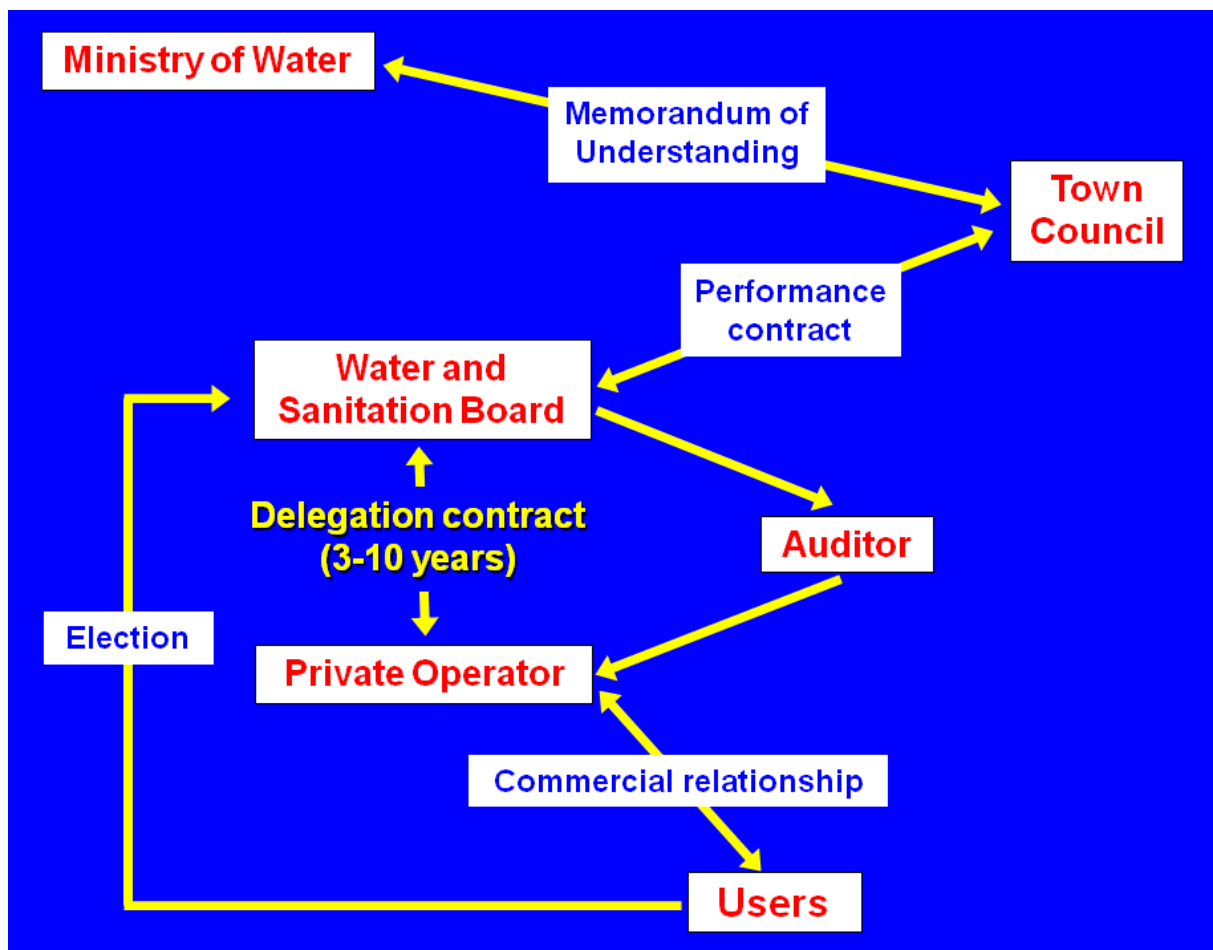 Ministry of Water
Memorandum of
Understanding
Town
Council
Performance
contract
Water and
Sanitation Board
Delegation contract
(3-10 years)
Auditor
Election
Private Operator
Commercial relationship
Users